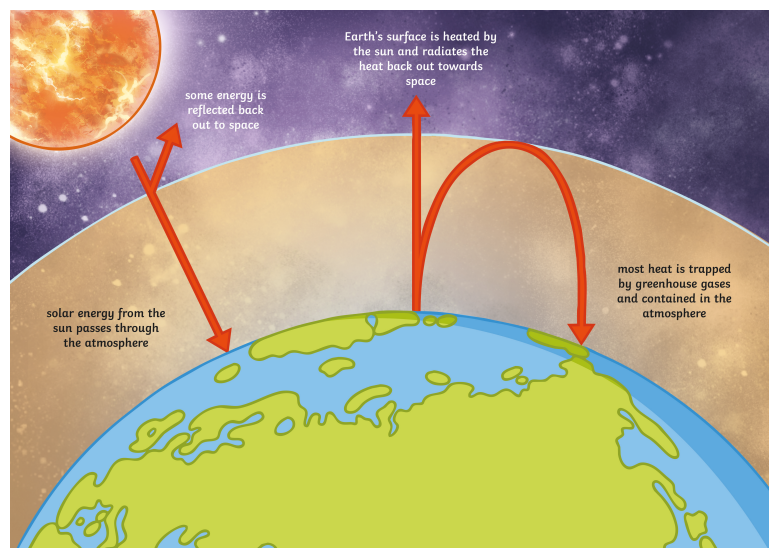 Earth's surface is heated by
the sun and radiates the
heat back out towards
space
some energy is
reflected back
out to space
most heat is trapped
by greenhouse gases
and contained in the
atmosphere
solar energy from the
sun passes through
the atmosphere